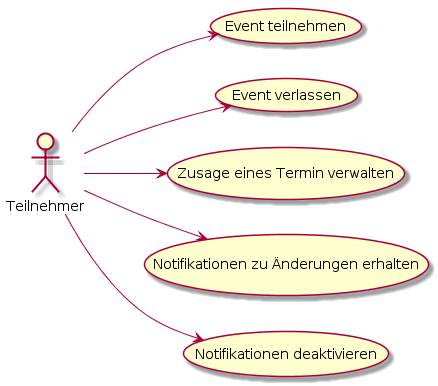 Event teilnehmen
Event verlassen
Zusage eines Termin verwalten
Teilnehmer
Notifikationen zu Änderungen erhalten
Notifikationen deaktivieren